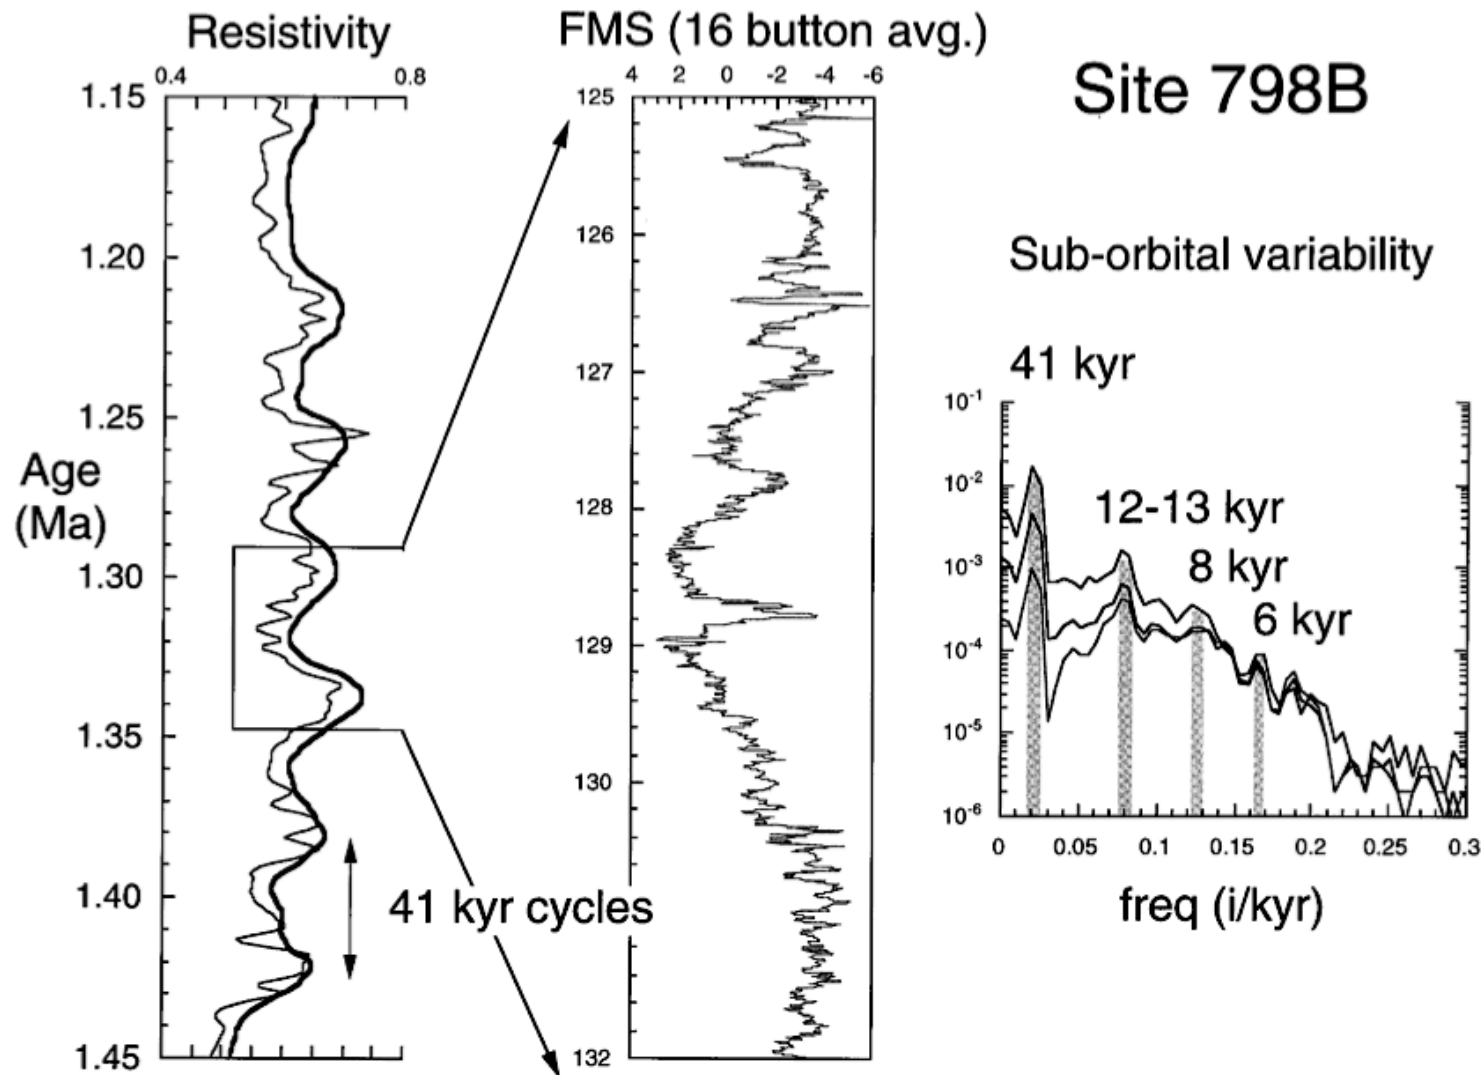 Resistivity
0.4 0.8
1.15
1.20
1.25
Age
(Ma)
1.30
1.35
1.40
1.45
41 kyr cycles
FMS (16 button avg.)
4 2 0 -2 -4 -6
125
126
127
128
129
130
132
Site 798B
Sub-orbital variability
41 kyr
12-13 kyr
8 kyr
6 kyr
10-1
10-2
10-3
10-4
10-5
10-6
0 0.05 0.1 0.15 0.2 0.25 0.3
freq (i/kyr)